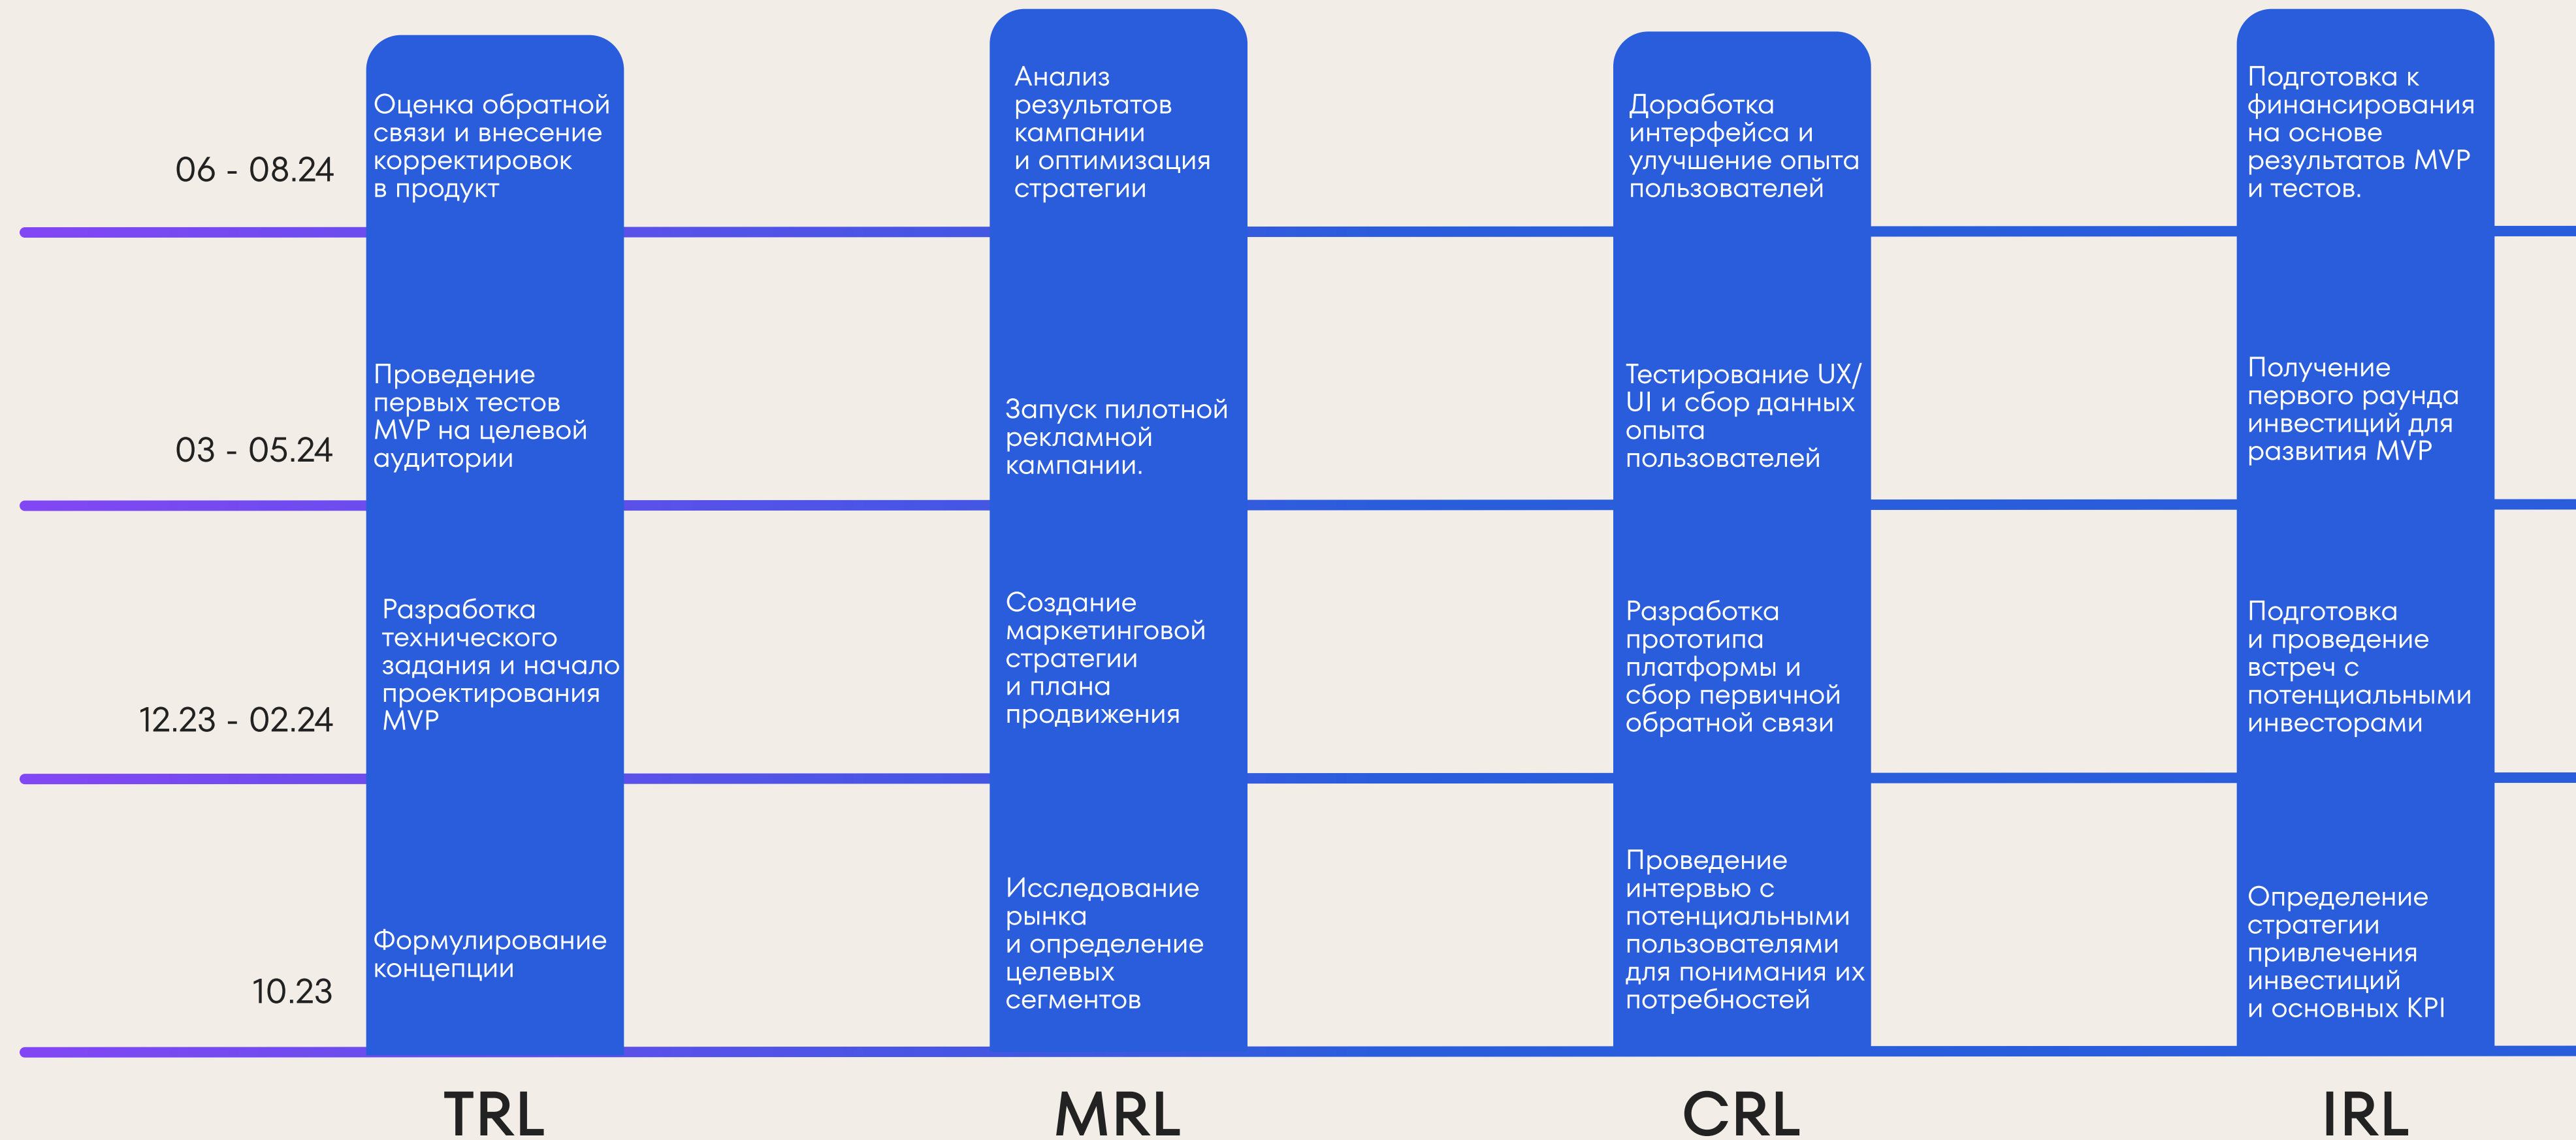 06 - 08.24
Оценка обратной
связи и внесение
корректировок
в продукт
Анализ
результатов
кампании
и оптимизация
стратегии
Доработка
интерфейса и
улучшение опыта
пользователей
Подготовка к
финансирования
на основе
результатов MVP
и тестов.
03 - 05.24
Проведение
первых тестов
MVP на целевой
аудитории
Запуск пилотной
рекламной
кампании.
Тестирование UX/
UI и сбор данных
опыта
пользователей
Получение
первого раунда
инвестиций для
развития MVP
12.23 - 02.24
Разработка
технического
задания и начало
проектирования
MVP
Создание
маркетинговой
стратегии
и плана
продвижения
Разработка
прототипа
платформы и
сбор первичной
обратной связи
Подготовка
и проведение
встреч с
потенциальными
инвесторами
10.23
Формулирование
концепции
Исследование
рынка
и определение
целевых
сегментов
Проведение
интервью с
потенциальными
пользователями
для понимания их
потребностей
Определение
стратегии
привлечения
инвестиций
и основных KPI
TRL
MRL
CRL
IRL